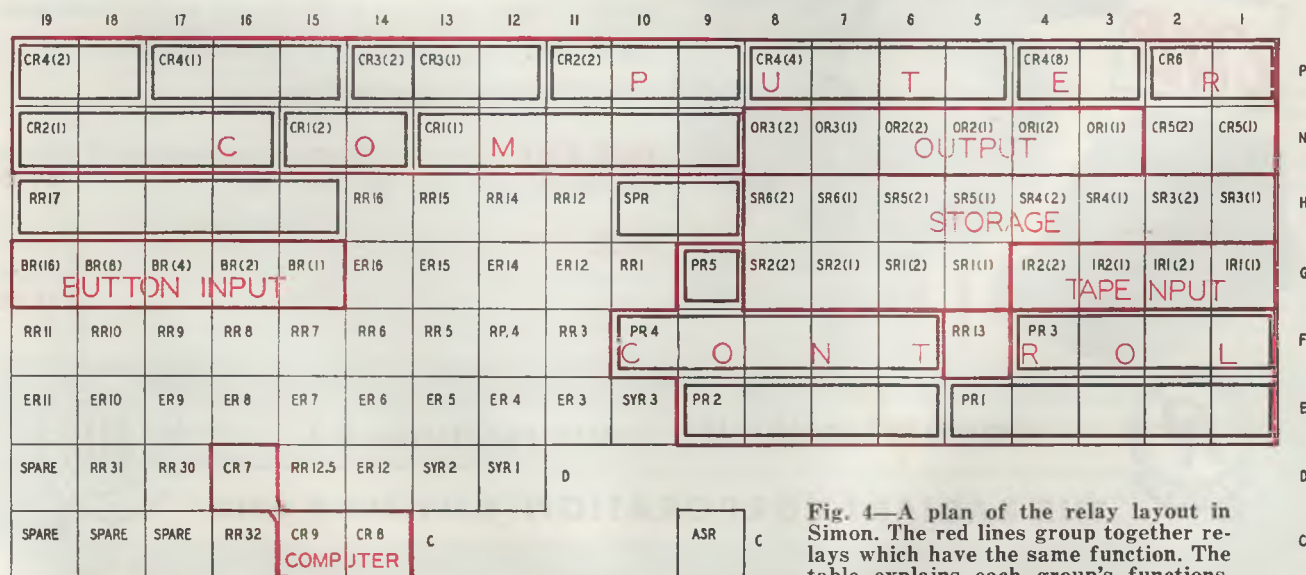 19 18 17 16 15 14 13 12 11 10 9 8 7 6 5 4 3 2 1
CR4(2) CR4(1) CR3(2) CR3(1) CR2(2) CR4(4) CR4(8) CR6 P
P U T E R
CR2(1) CR1(2) CR1(1) OR3(2) OR3(1) OR2(2) OR2(1) OR1(2) OR1(1) CR5(2) CR5(1) N
C O M OUTPUT
RR17 RR16 RR15 RR14 RR12 SPR SR6(2) SR6(1) SR5(2) SR5(1) SR4(2) SR4(1) SR3(2) SR3(1) H
STORAGE
BR(16) BR(8) BR(4) BR(2) BR(1) ER16 ER15 ER14 ER12 RR1 PR5 SR2(2) SR2(1) SR1(2) SR1(1) IR2(2) IR2(1) IR1(2) IR1(1) G
BUTTON INPUT TAPE INPUT
RR11 RR10 RR9 RR8 RR7 RR6 RR5 RP.4 RR3 PR4 RR13 PR3 F
C O N T R O L
ER11 ER10 ER9 ER8 ER7 ER6 ER5 ER4 ER3 SYR3 PR2 PR1 E
SPARE RR31 RR30 CR7 RR12.5 ER12 SYR2 SYR1 D D
SPARE SPARE SPARE RR32 CR9 CR8 C ASR C C
COMPUTER
Fig. 4—A plan of the relay layout in
Simon. The red lines group together re-
lays which have the same function. The
table explains each group's functions.